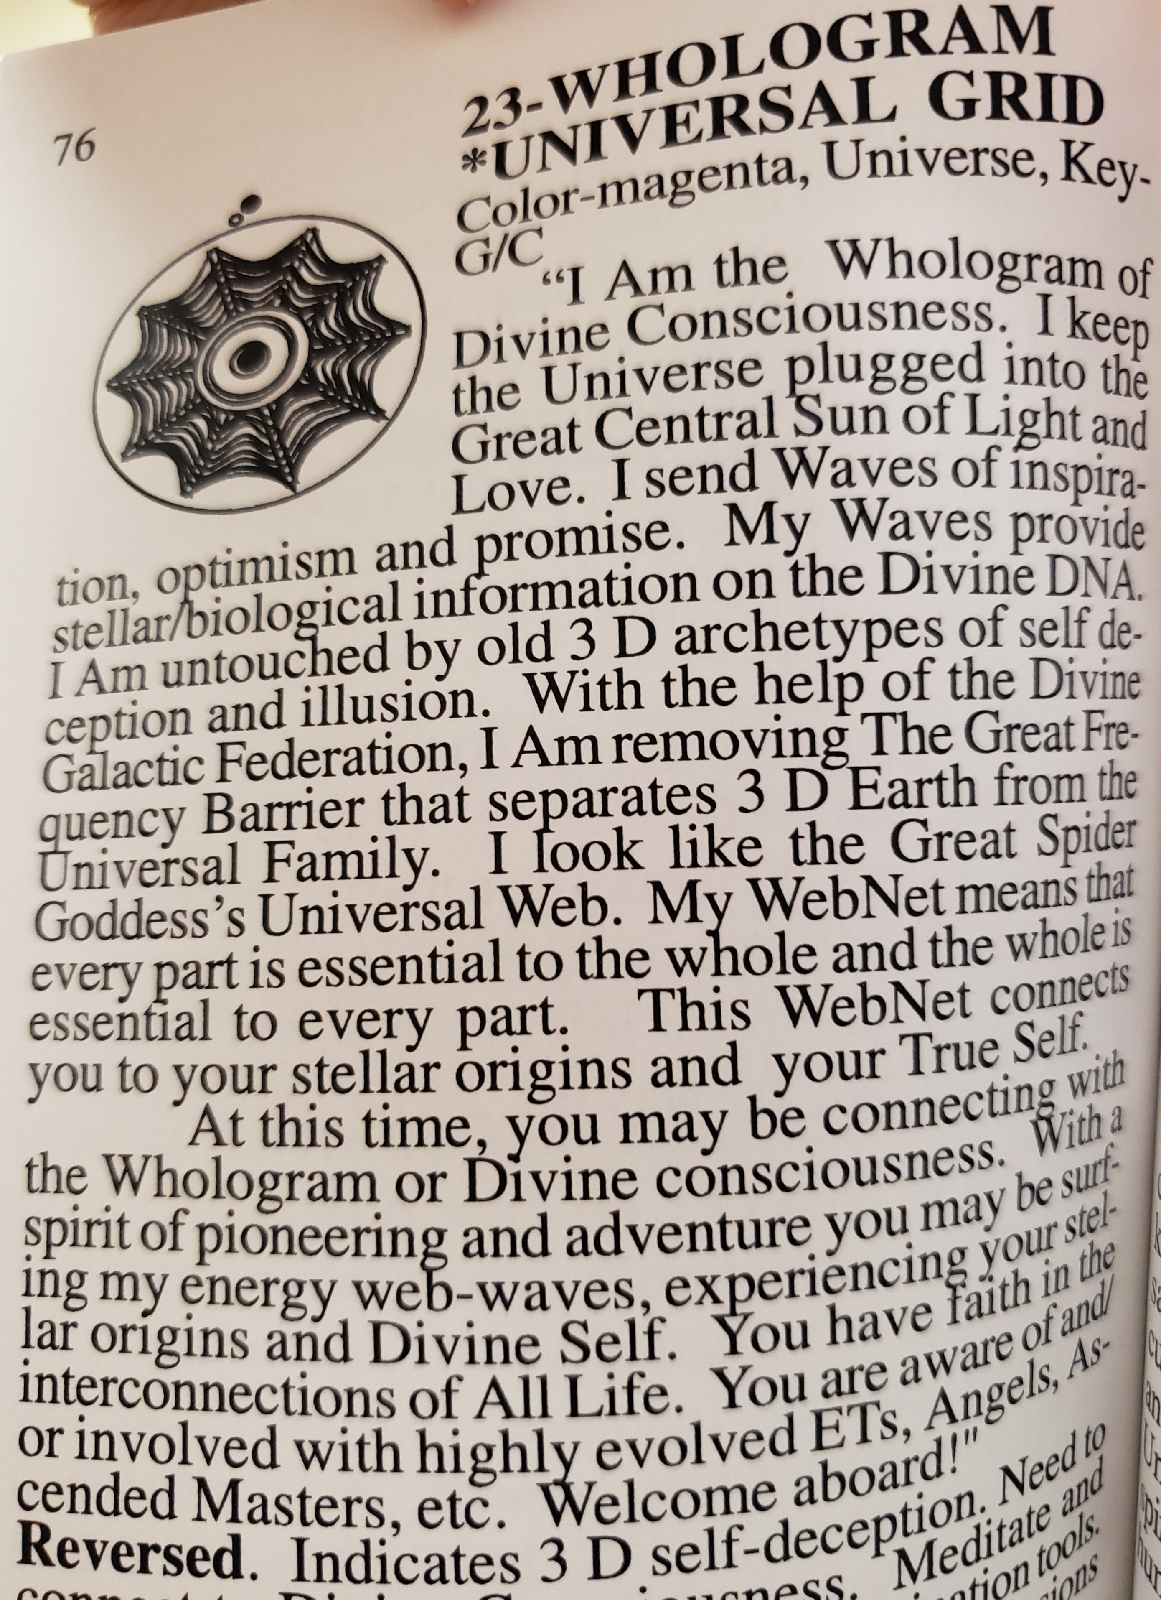 76
23-WHOLOGRAM
*UNIVERSAL GRID
Color-magenta, Universe, Key-
G/C
“I Am the Whologram of
Divine Consciousness. I keep
the Universe plugged into the
Great Central Sun of Light and
Love. I send Waves of inspira-
tion, optimism and promise. My Waves provide
stellar/biological information on the Divine DNA.
I Am untouched by old 3 D archetypes of self de-
ception and illusion. With the help of the Divine
Galactic Federation, I Am removing The Great Fre-
quency Barrier that separates 3 D Earth from the
Universal Family. I look like the Great Spider
Goddess’s Universal Web. My WebNet means that
every part is essential to the whole and the whole is
essential to every part. This WebNet connects
you to your stellar origins and your True Self.
At this time, you may be connecting with
the Whologram or Divine consciousness. With a
spirit of pioneering and adventure you may be surf-
ing my energy web-waves, experiencing your stel-
lar origins and Divine Self. You have faith in the
interconnections of All Life. You are aware of and/
or involved with highly evolved ETs, Angels, As-
cended Masters, etc. Welcome aboard!"
Reversed. Indicates 3 D self-deception. Need to
Meditate and
tools.